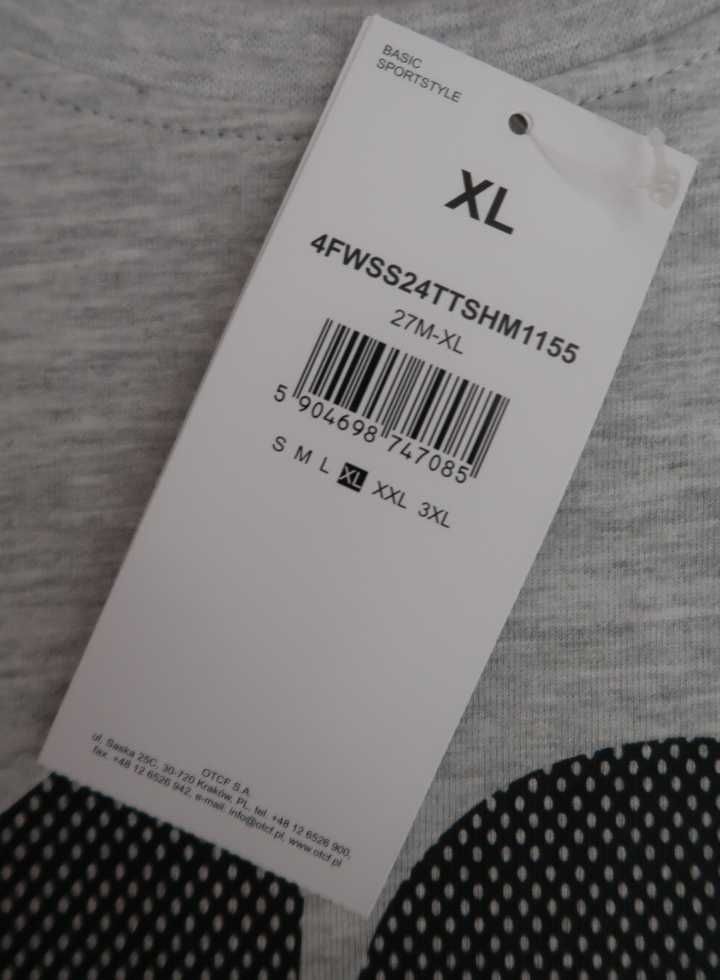 BASIC
SPORTSTYLE
XL
4FWSS24TTSHM1155
27M-XL
5 904698 747085
S M L XL XXL 3XL
OTCF S.A.
ul. Saska 25C, 30-720 Kraków, PL, tel. +48 12 6526 900,
fax. +48 12 6526 942, e-mail: info@otcf.pl, www.otcf.pl